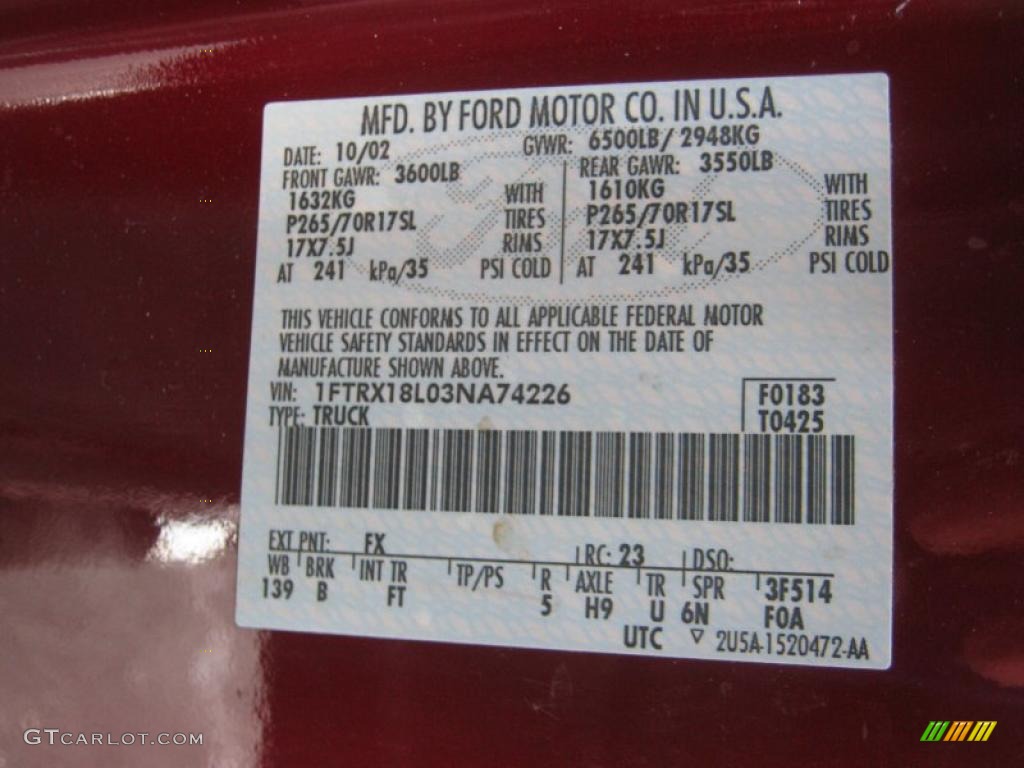 MFD. BY FORD MOTOR CO. IN U.S.A.
DATE: 10/02 GVWR: 6500LB/ 2948KG
FRONT GAWR: 3600LB REAR GAWR: 3550LB
1632KG WITH 1610KG WITH
P265/70R17SL TIRES P265/70R17SL TIRES
17X7.5J RIMS 17X7.5J RIMS
AT 241 kPa/35 PSI COLD AT 241 kPa/35 PSI COLD
THIS VEHICLE CONFORMS TO ALL APPLICABLE FEDERAL MOTOR
VEHICLE SAFETY STANDARDS IN EFFECT ON THE DATE OF
MANUFACTURE SHOWN ABOVE.
VIN: 1FTRX18L03NA74226 F0183
TYPE: TRUCK T0425
EXT PNT: FX RC: 23 DSO:
WB BRK INT TR TP/PS R AXLE TR SPR 3F514
139 B FT 5 H9 U 6N F0A
UTC ▽ 2U5A-1520472-AA
GTCARLOT.COM